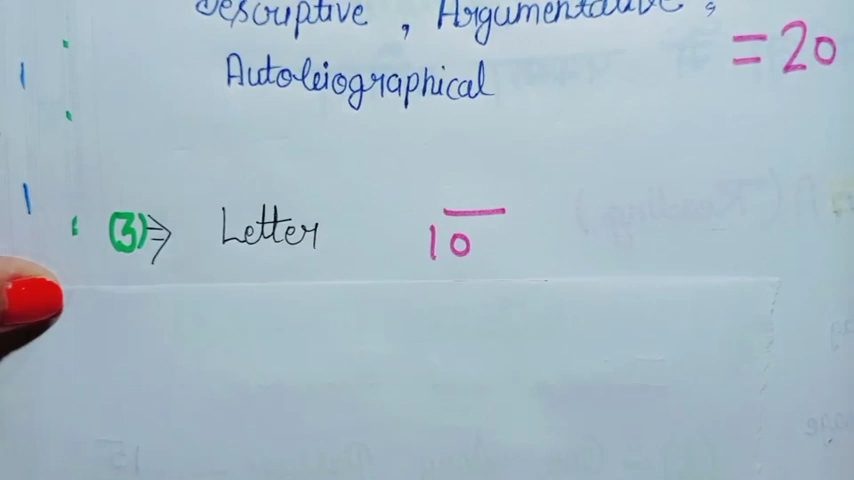 Descriptive, Argumentative,
= 20
Autobiographical
(3)⇒ Letter 10